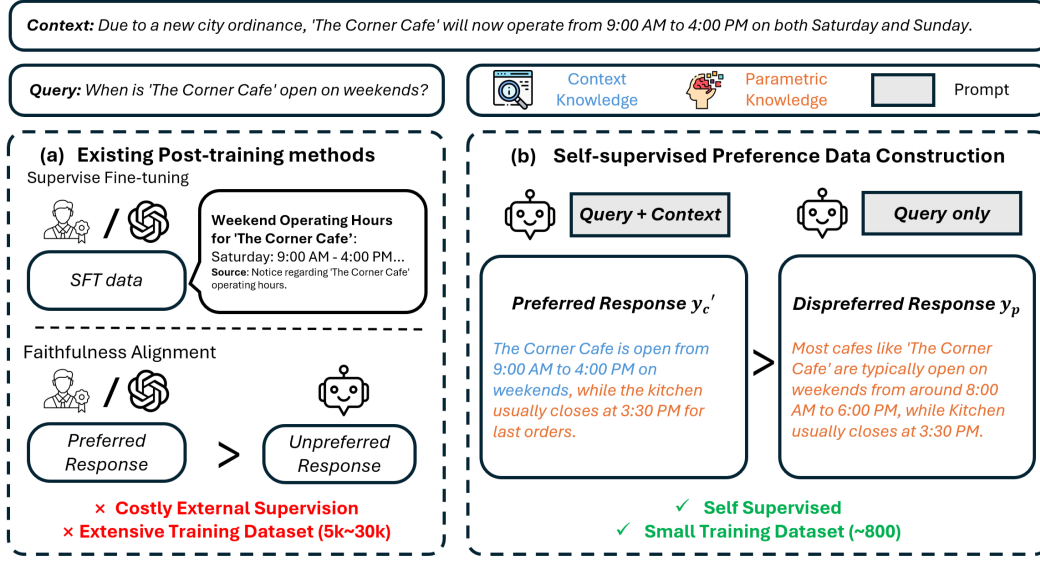 Context: Due to a new city ordinance, 'The Corner Cafe' will now operate from 9:00 AM to 4:00 PM on both Saturday and Sunday.
Query: When is 'The Corner Cafe' open on weekends?
Context
Knowledge
Parametric
Knowledge
Prompt
(a) Existing Post-training methods
Supervise Fine-tuning
/
SFT data
Weekend Operating Hours
for 'The Corner Cafe':
Saturday: 9:00 AM - 4:00 PM...
Source: Notice regarding 'The Corner Cafe'
operating hours.
Faithfulness Alignment
/
Preferred
Response
>
Unpreferred
Response
× Costly External Supervision
× Extensive Training Dataset (5k~30k)
(b) Self-supervised Preference Data Construction
Query + Context
Query only
Preferred Response y_c'
The Corner Cafe is open from
9:00 AM to 4:00 PM on
weekends, while the kitchen
usually closes at 3:30 PM for
last orders.
>
Dispreferred Response y_p
Most cafes like 'The Corner
Cafe' are typically open on
weekends from around 8:00
AM to 6:00 PM, while Kitchen
usually closes at 3:30 PM.
✓ Self Supervised
✓ Small Training Dataset (~800)